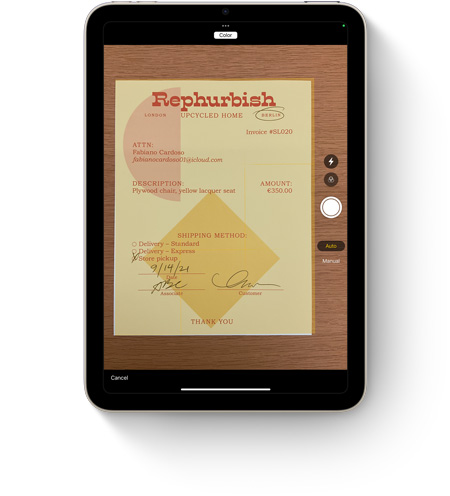 Color
Rephurbish
LONDON UPCYCLED HOME BERLIN
Invoice #SL020
ATTN:
Fabiano Cardoso
fabianocardoso01@icloud.com
DESCRIPTION: AMOUNT:
Plywood chair, yellow lacquer seat €350.00
SHIPPING METHOD:
Delivery – Standard
Delivery – Express
Store pickup
9/14/21
Date
Associate Customer
THANK YOU
Auto
Manual
Cancel